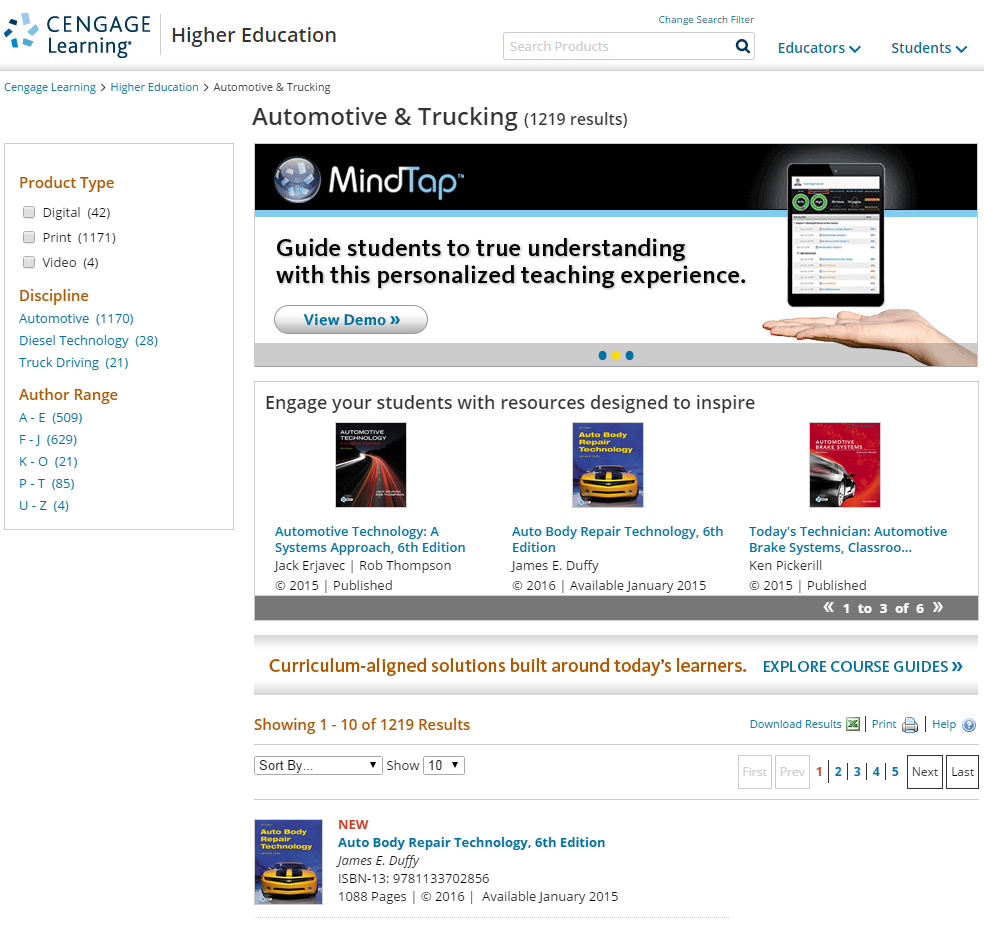 CENGAGE
Learning®
Higher Education
Change Search Filter
Search Products
Educators
Students
Cengage Learning > Higher Education > Automotive & Trucking
Automotive & Trucking (1219 results)
Product Type
Digital (42)
Print (1171)
Video (4)
Discipline
Automotive (1170)
Diesel Technology (28)
Truck Driving (21)
Author Range
A - E (509)
F - J (629)
K - O (21)
P - T (85)
U - Z (4)
MindTap™
Guide students to true understanding
with this personalized teaching experience.
View Demo »
Engage your students with resources designed to inspire
AUTOMOTIVE
TECHNOLOGY
Auto Body
Repair
Technology
AUTOMOTIVE
BRAKE SYSTEMS
Automotive Technology: A
Systems Approach, 6th Edition
Jack Erjavec | Rob Thompson
© 2015 | Published
Auto Body Repair Technology, 6th
Edition
James E. Duffy
© 2016 | Available January 2015
Today's Technician: Automotive
Brake Systems, Classroo...
Ken Pickerill
© 2015 | Published
« 1 to 3 of 6 »
Curriculum-aligned solutions built around today's learners. EXPLORE COURSE GUIDES »
Showing 1 - 10 of 1219 Results
Download Results | Print | Help
Sort By... Show 10
First Prev 1 | 2 | 3 | 4 | 5 Next Last
Auto Body
Repair
Technology
NEW
Auto Body Repair Technology, 6th Edition
James E. Duffy
ISBN-13: 9781133702856
1088 Pages | © 2016 | Available January 2015